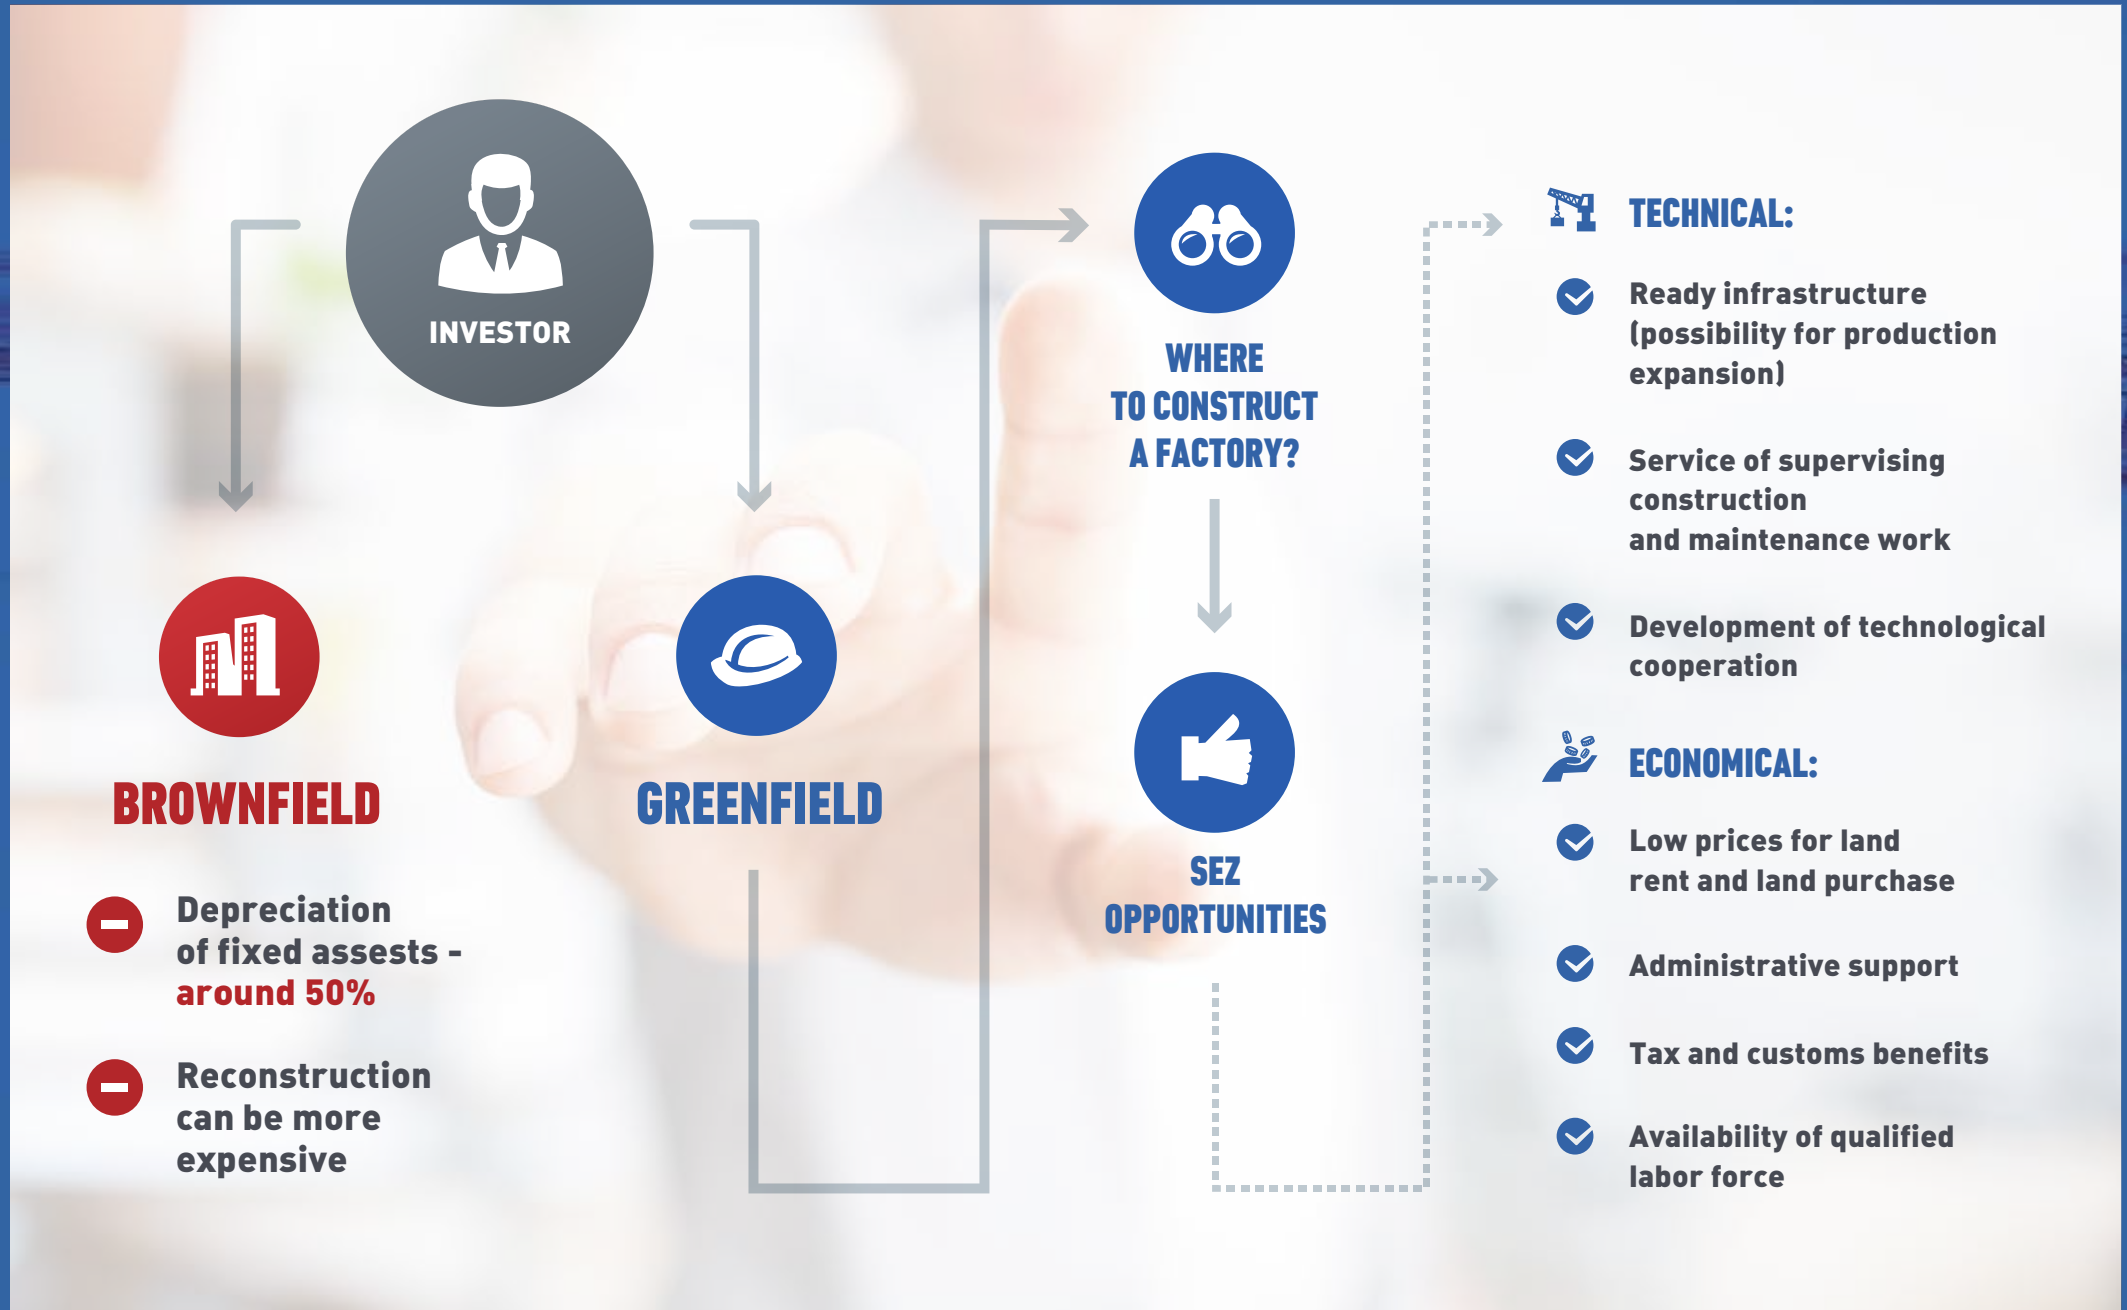 INVESTOR
BROWNFIELD
Depreciation
of fixed assests -
around 50%
Reconstruction
can be more
expensive
GREENFIELD
WHERE
TO CONSTRUCT
A FACTORY?
SEZ
OPPORTUNITIES
TECHNICAL:
Ready infrastructure
(possibility for production
expansion)
Service of supervising
construction
and maintenance work
Development of technological
cooperation
ECONOMICAL:
Low prices for land
rent and land purchase
Administrative support
Tax and customs benefits
Availability of qualified
labor force